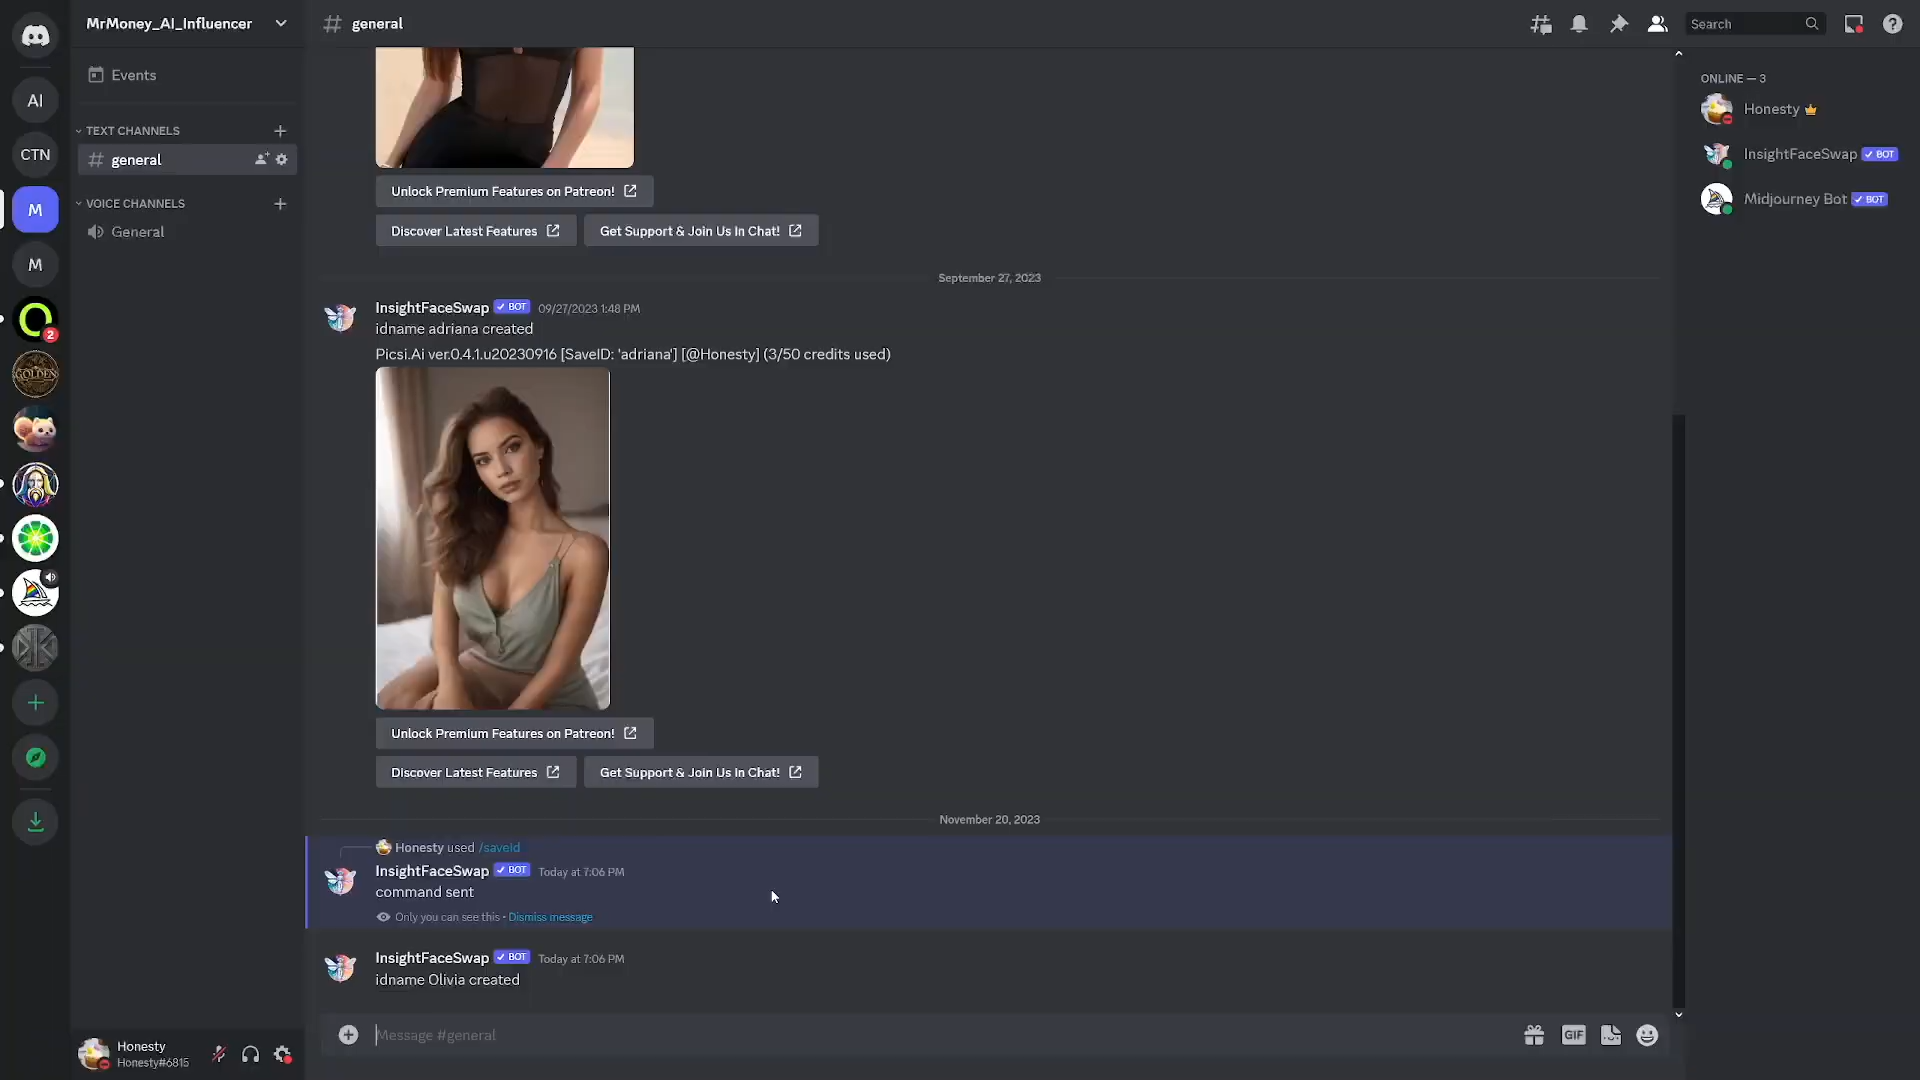 MrMoney_AI_Influencer
general
Search
Events
AI
CTN
M
M
2
GOLDEN
TEXT CHANNELS
general
VOICE CHANNELS
General
Unlock Premium Features on Patreon!
Discover Latest Features
Get Support & Join Us In Chat!
September 27, 2023
InsightFaceSwap BOT 09/27/2023 1:48 PM
idname adriana created
Picsi.Ai ver.0.4.1.u20230916 [SaveID: 'adriana'] [@Honesty] (3/50 credits used)
Unlock Premium Features on Patreon!
Discover Latest Features
Get Support & Join Us In Chat!
November 20, 2023
Honesty used /saveid
InsightFaceSwap BOT Today at 7:06 PM
command sent
Only you can see this • Dismiss message
InsightFaceSwap BOT Today at 7:06 PM
idname Olivia created
Message #general
GIF
Honesty
Honesty#6815
ONLINE — 3
Honesty
InsightFaceSwap BOT
Midjourney Bot BOT